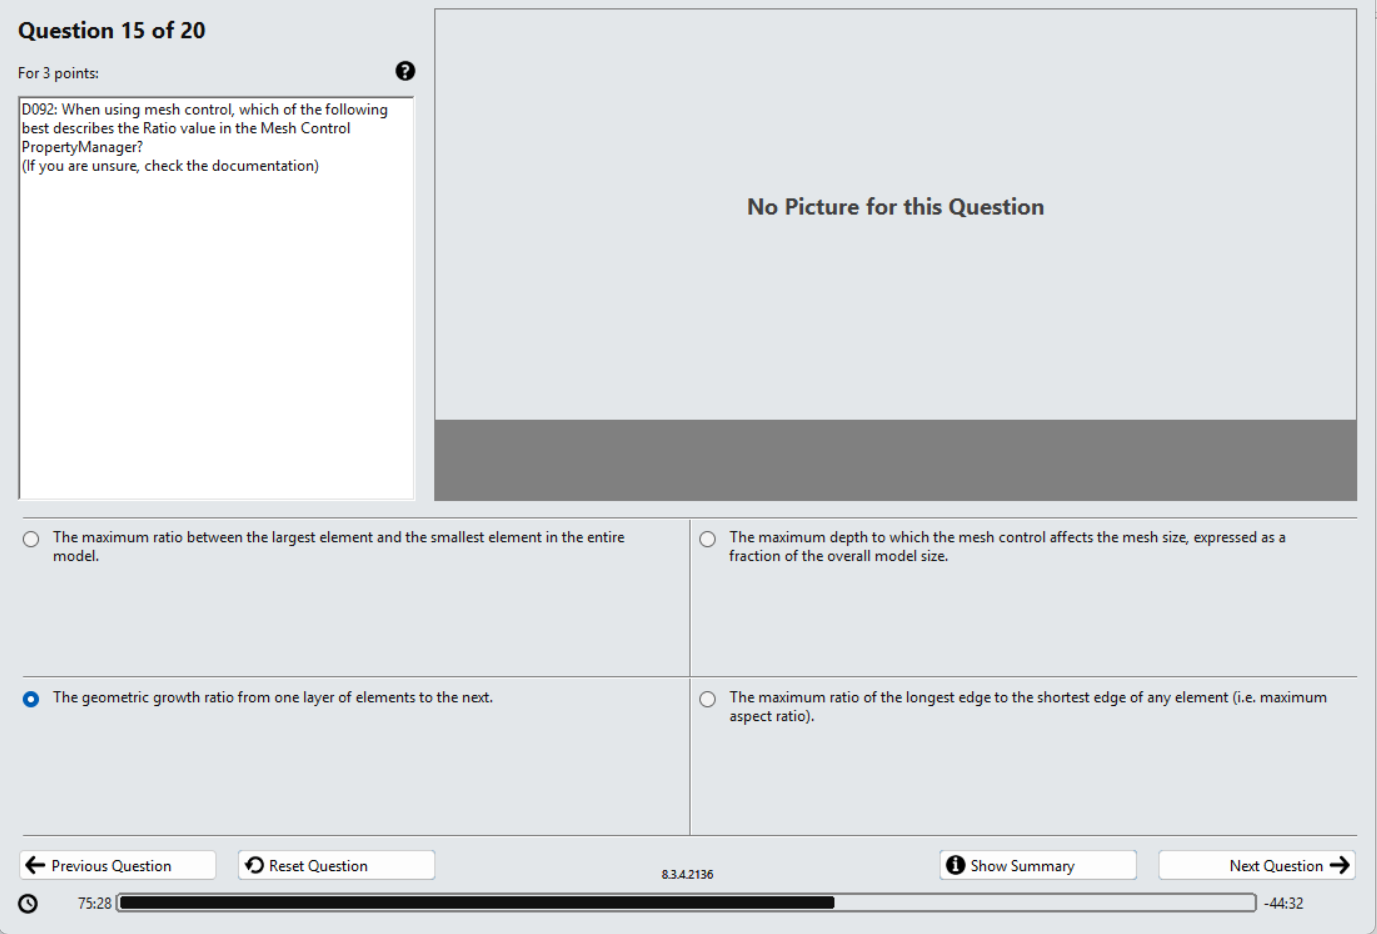 Question 15 of 20
For 3 points:
D092: When using mesh control, which of the following
best describes the Ratio value in the Mesh Control
PropertyManager?
(If you are unsure, check the documentation)
No Picture for this Question
The maximum ratio between the largest element and the smallest element in the entire
model.
The maximum depth to which the mesh control affects the mesh size, expressed as a
fraction of the overall model size.
The geometric growth ratio from one layer of elements to the next.
The maximum ratio of the longest edge to the shortest edge of any element (i.e. maximum
aspect ratio).
Previous Question
Reset Question
8.3.4.2136
Show Summary
Next Question
75:28
-44:32